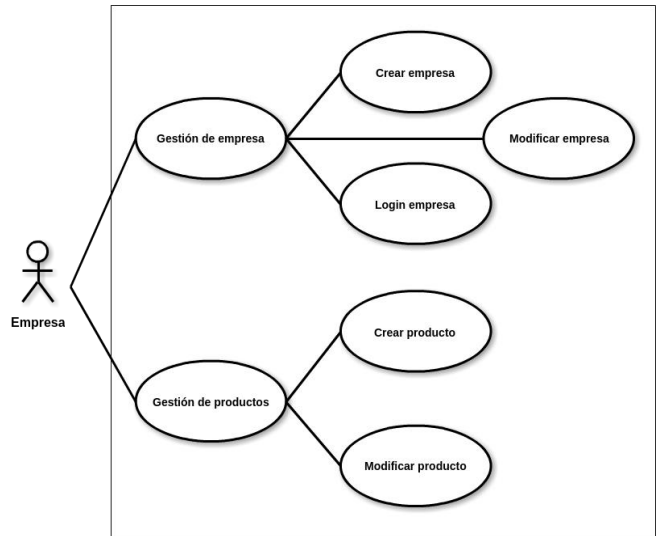 Crear empresa
Gestión de empresa
Modificar empresa
Login empresa
Empresa
Crear producto
Gestión de productos
Modificar producto